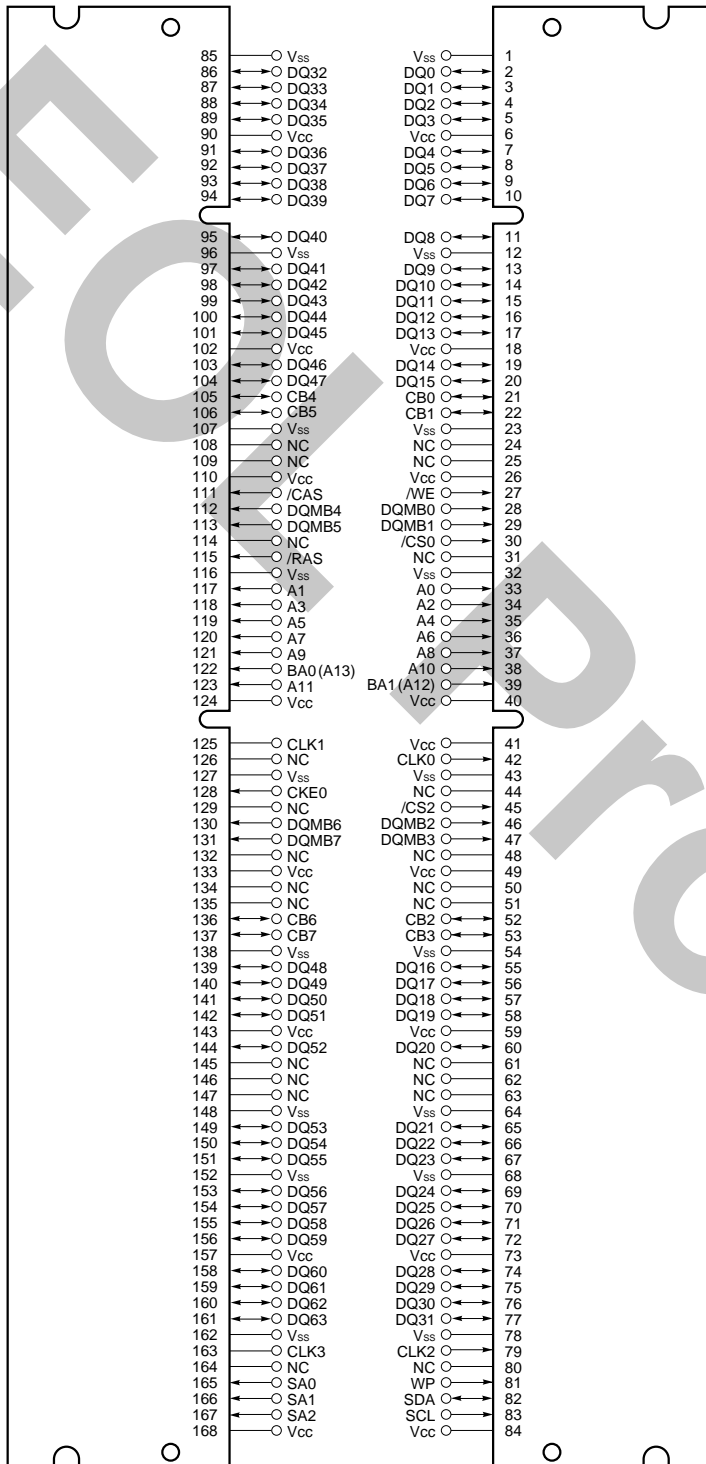 85 Vss Vss 1
86 DQ32 DQ0 2
87 DQ33 DQ1 3
88 DQ34 DQ2 4
89 DQ35 DQ3 5
90 Vcc Vcc 6
91 DQ36 DQ4 7
92 DQ37 DQ5 8
93 DQ38 DQ6 9
94 DQ39 DQ7 10
95 DQ40 DQ8 11
96 Vss Vss 12
97 DQ41 DQ9 13
98 DQ42 DQ10 14
99 DQ43 DQ11 15
100 DQ44 DQ12 16
101 DQ45 DQ13 17
102 Vcc Vcc 18
103 DQ46 DQ14 19
104 DQ47 DQ15 20
105 CB4 CB0 21
106 CB5 CB1 22
107 Vss Vss 23
108 NC NC 24
109 NC NC 25
110 Vcc Vcc 26
111 /CAS /WE 27
112 DQMB4 DQMB0 28
113 DQMB5 DQMB1 29
114 NC /CS0 30
115 /RAS NC 31
116 Vss Vss 32
117 A1 A0 33
118 A3 A2 34
119 A5 A4 35
120 A7 A6 36
121 A9 A8 37
122 BA0 (A13) A10 38
123 A11 BA1 (A12) 39
124 Vcc Vcc 40
125 CLK1 Vcc 41
126 NC CLK0 42
127 Vss Vss 43
128 CKE0 NC 44
129 NC /CS2 45
130 DQMB6 DQMB2 46
131 DQMB7 DQMB3 47
132 NC NC 48
133 Vcc Vcc 49
134 NC NC 50
135 NC NC 51
136 CB6 CB2 52
137 CB7 CB3 53
138 Vss Vss 54
139 DQ48 DQ16 55
140 DQ49 DQ17 56
141 DQ50 DQ18 57
142 DQ51 DQ19 58
143 Vcc Vcc 59
144 DQ52 DQ20 60
145 NC NC 61
146 NC NC 62
147 NC NC 63
148 Vss Vss 64
149 DQ53 DQ21 65
150 DQ54 DQ22 66
151 DQ55 DQ23 67
152 Vss Vss 68
153 DQ56 DQ24 69
154 DQ57 DQ25 70
155 DQ58 DQ26 71
156 DQ59 DQ27 72
157 Vcc Vcc 73
158 DQ60 DQ28 74
159 DQ61 DQ29 75
160 DQ62 DQ30 76
161 DQ63 DQ31 77
162 Vss Vss 78
163 CLK3 CLK2 79
164 NC NC 80
165 SA0 WP 81
166 SA1 SDA 82
167 SA2 SCL 83
168 Vcc Vcc 84
EOL Pro